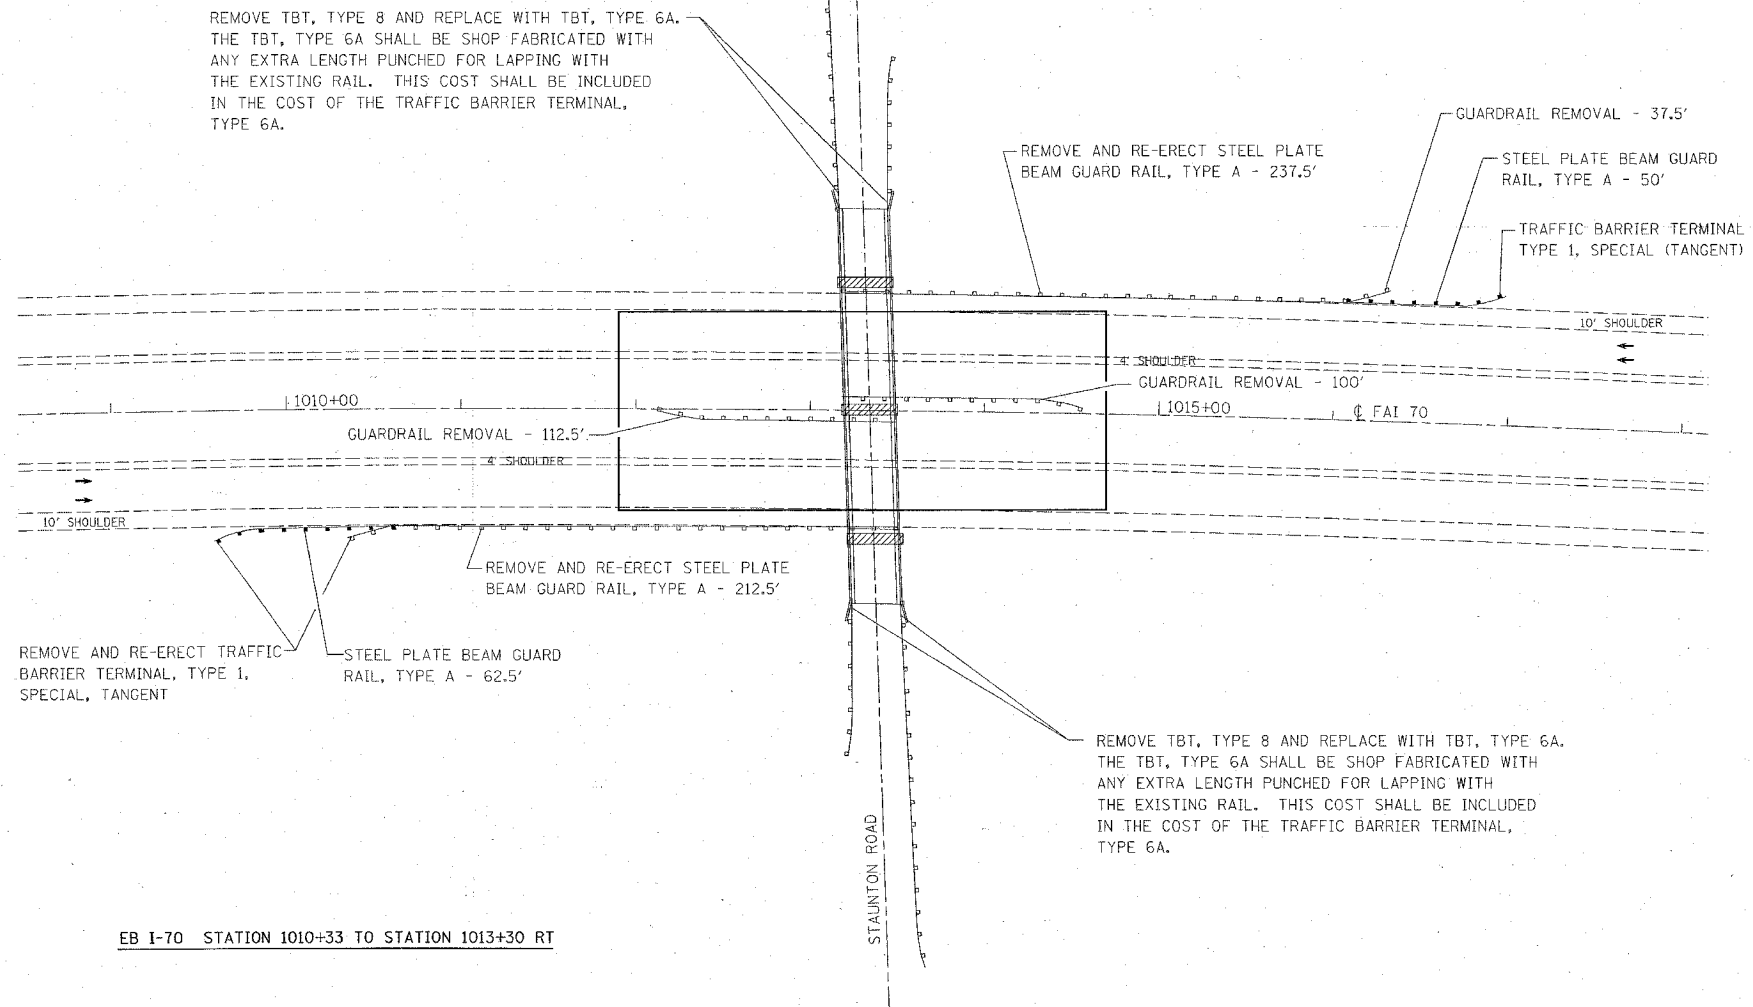 REMOVE TBT, TYPE 8 AND REPLACE WITH TBT, TYPE 6A.
THE TBT, TYPE 6A SHALL BE SHOP FABRICATED WITH
ANY EXTRA LENGTH PUNCHED FOR LAPPING WITH
THE EXISTING RAIL. THIS COST SHALL BE INCLUDED
IN THE COST OF THE TRAFFIC BARRIER TERMINAL,
TYPE 6A.
GUARDRAIL REMOVAL - 37.5'
REMOVE AND RE-ERECT STEEL PLATE
BEAM GUARD RAIL, TYPE A - 237.5'
STEEL PLATE BEAM GUARD
RAIL, TYPE A - 50'
TRAFFIC BARRIER TERMINAL
TYPE 1, SPECIAL (TANGENT)
10' SHOULDER
4' SHOULDER
GUARDRAIL REMOVAL - 100'
1010+00
1015+00
℄ FAI 70
GUARDRAIL REMOVAL - 112.5'
4' SHOULDER
10' SHOULDER
REMOVE AND RE-ERECT STEEL PLATE
BEAM GUARD RAIL, TYPE A - 212.5'
REMOVE AND RE-ERECT TRAFFIC
BARRIER TERMINAL, TYPE 1,
SPECIAL, TANGENT
STEEL PLATE BEAM GUARD
RAIL, TYPE A - 62.5'
REMOVE TBT, TYPE 8 AND REPLACE WITH TBT, TYPE 6A.
THE TBT, TYPE 6A SHALL BE SHOP FABRICATED WITH
ANY EXTRA LENGTH PUNCHED FOR LAPPING WITH
THE EXISTING RAIL. THIS COST SHALL BE INCLUDED
IN THE COST OF THE TRAFFIC BARRIER TERMINAL,
TYPE 6A.
STAUNTON ROAD
EB I-70 STATION 1010+33 TO STATION 1013+30 RT